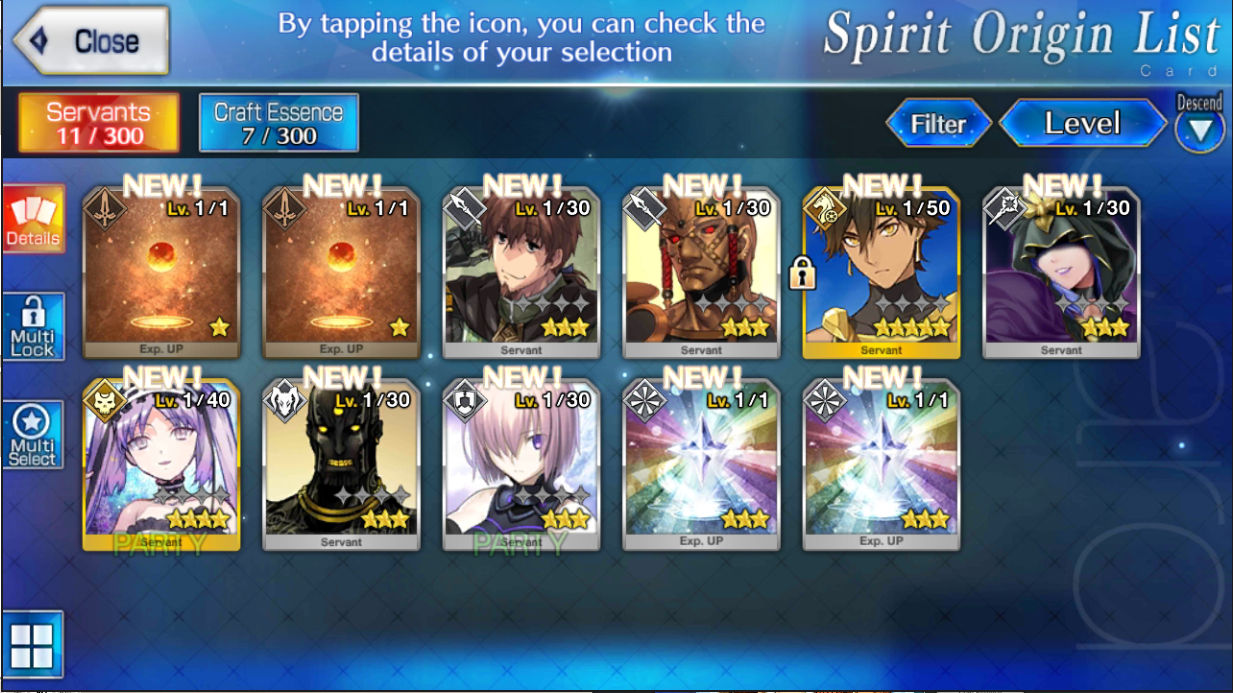 Close
By tapping the icon, you can check the
details of your selection
Spirit Origin List
Card
Servants
11 / 300
Craft Essence
7 / 300
Filter
Level
Descend
Details
Multi
Lock
Multi
Select
NEW! NEW! NEW! NEW! NEW! NEW!
Lv. 1/1 Lv. 1/1 Lv. 1/30 Lv. 1/30 Lv. 1/50 Lv. 1/30
Exp. UP Exp. UP Servant Servant Servant Servant
NEW! NEW! NEW! NEW! NEW!
Lv. 1/40 Lv. 1/30 Lv. 1/30 Lv. 1/1 Lv. 1/1
Servant Servant Servant Exp. UP Exp. UP
PARTY PARTY